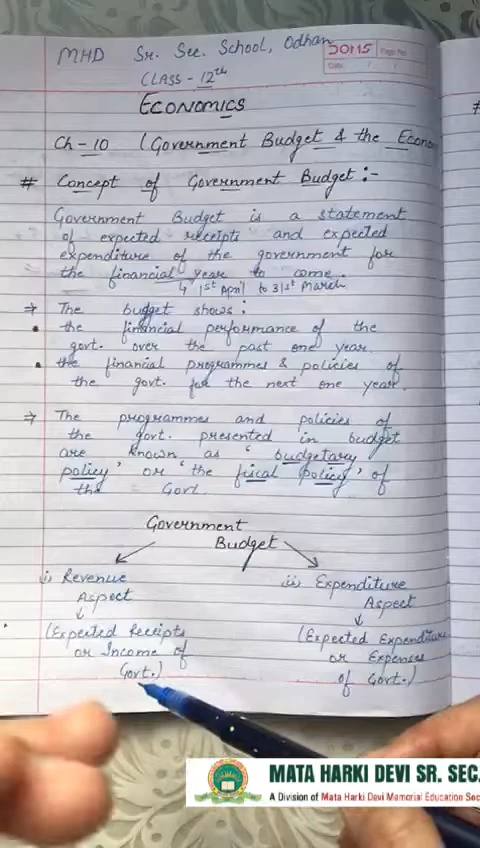 MHD Sr. Sec. School, Odhan
DOMS Page No.
Date / /
CLASS - 12th
ECONOMICS
Ch - 10 (Government Budget & the Econo
# Concept of Government Budget :-
Government Budget is a statement
of expected receipts and expected
expenditure of the government for
the financial year to come.
↳ 1st April to 31st March
⇒ The budget shows:
• the financial performance of the
govt. over the past one year.
• the financial programmes & policies of
the govt. for the next one year.
⇒ The programmes and policies of
the govt. presented in budget
are known as 'budgetary
policy' or 'the fiscal policy' of
the Govt.
Government
Budget
i) Revenue
Aspect
↓
(Expected Receipts
or Income of
Govt.)
ii) Expenditure
Aspect
↓
(Expected Expenditure
or Expenses
of Govt.)
MATA HARKI DEVI SR. SEC.
A Division of Mata Harki Devi Memorial Education Soc